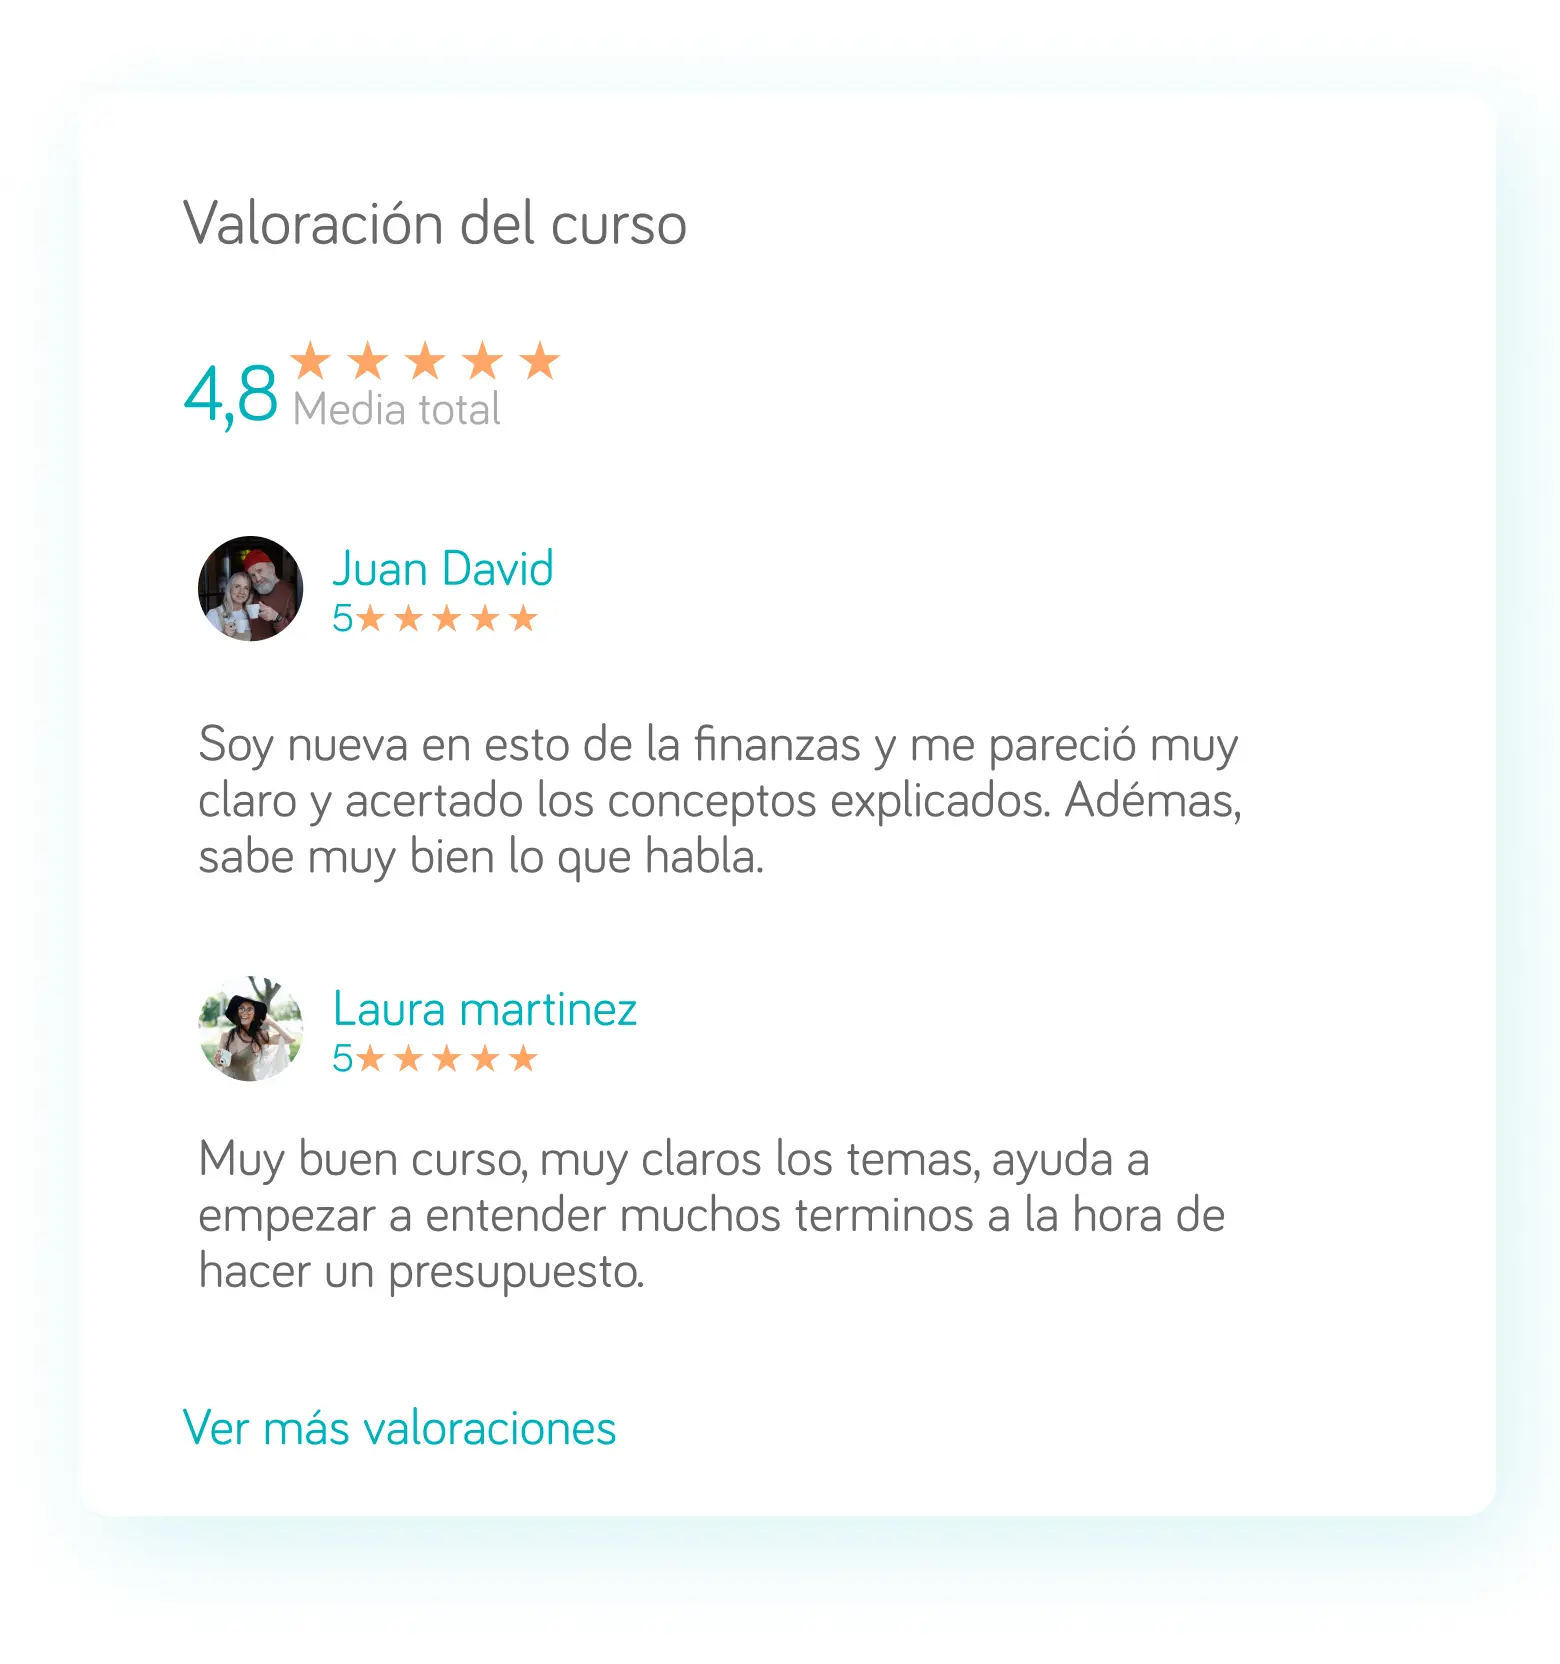 Valoración del curso
4,8
Media total
Juan David
5
Soy nueva en esto de la finanzas y me pareció muy
claro y acertado los conceptos explicados. Adémas,
sabe muy bien lo que habla.
Laura martinez
5
Muy buen curso, muy claros los temas, ayuda a
empezar a entender muchos terminos a la hora de
hacer un presupuesto.
Ver más valoraciones